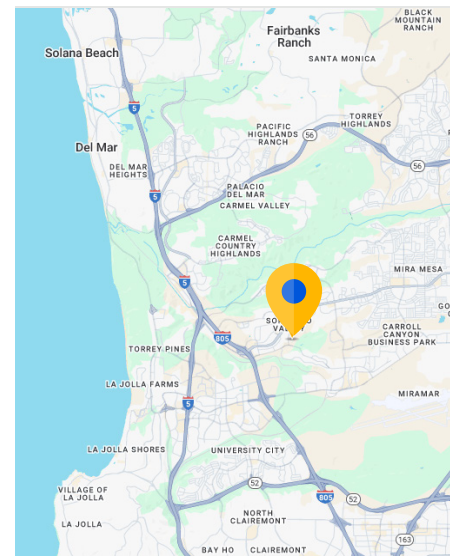 BLACK
MOUNTAIN
RANCH
Fairbanks
Ranch
Solana Beach
SANTA MONICA
5
TORREY
HIGHLANDS
PACIFIC
HIGHLANDS
RANCH
56
Del Mar
56
DEL MAR
HEIGHTS
5
PALACIO
DEL MAR
CARMEL VALLEY
CARMEL
COUNTRY
HIGHLANDS
MIRA MESA
5
CARROLL
CANYON
BUSINESS PARK
VALLEY
805
TORREY PINES
LA JOLLA FARMS
MIRAMAR
5
LA JOLLA SHORES
UNIVERSITY CITY
52
VILLAGE OF
LA JOLLA
805
52
LA JOLLA
NORTH
CLAIREMONT
163
BAY HO
CLAIREMONT